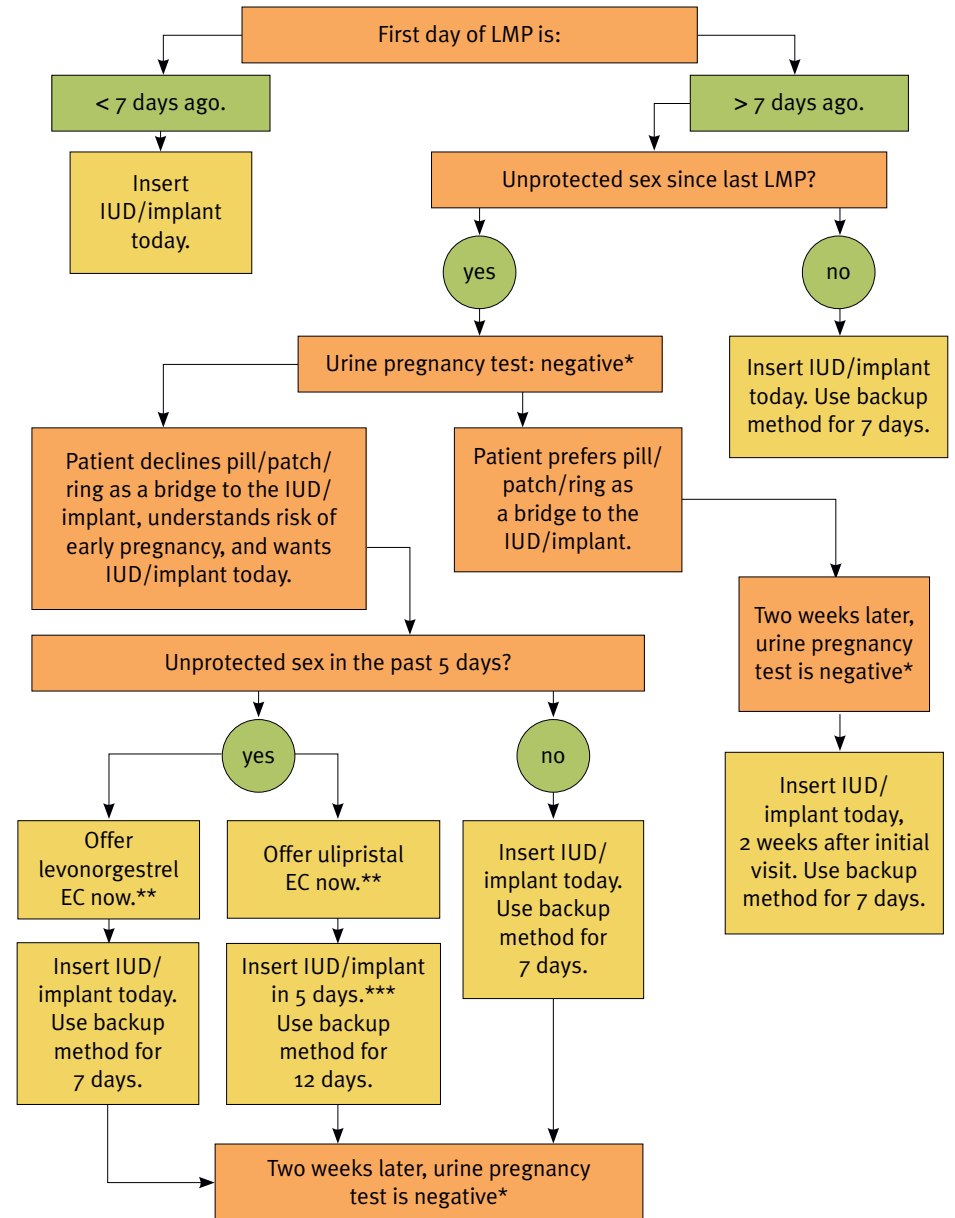 First day of LMP is:
< 7 days ago.
> 7 days ago.
Insert
IUD/implant
today.
Unprotected sex since last LMP?
yes
no
Urine pregnancy test: negative*
Insert IUD/implant
today. Use backup
method for 7 days.
Patient declines pill/patch/
ring as a bridge to the IUD/
implant, understands risk of
early pregnancy, and wants
IUD/implant today.
Patient prefers pill/
patch/ring as
a bridge to the
IUD/implant.
Two weeks later,
urine pregnancy
test is negative*
Unprotected sex in the past 5 days?
yes
no
Insert IUD/
implant today,
2 weeks after initial
visit. Use backup
method for 7 days.
Offer
levonorgestrel
EC now.**
Offer ulipristal
EC now.**
Insert IUD/
implant today.
Use backup
method for
7 days.
Insert IUD/
implant today.
Use backup
method for
7 days.
Insert IUD/implant
in 5 days.***
Use backup
method for
12 days.
Two weeks later, urine pregnancy
test is negative*